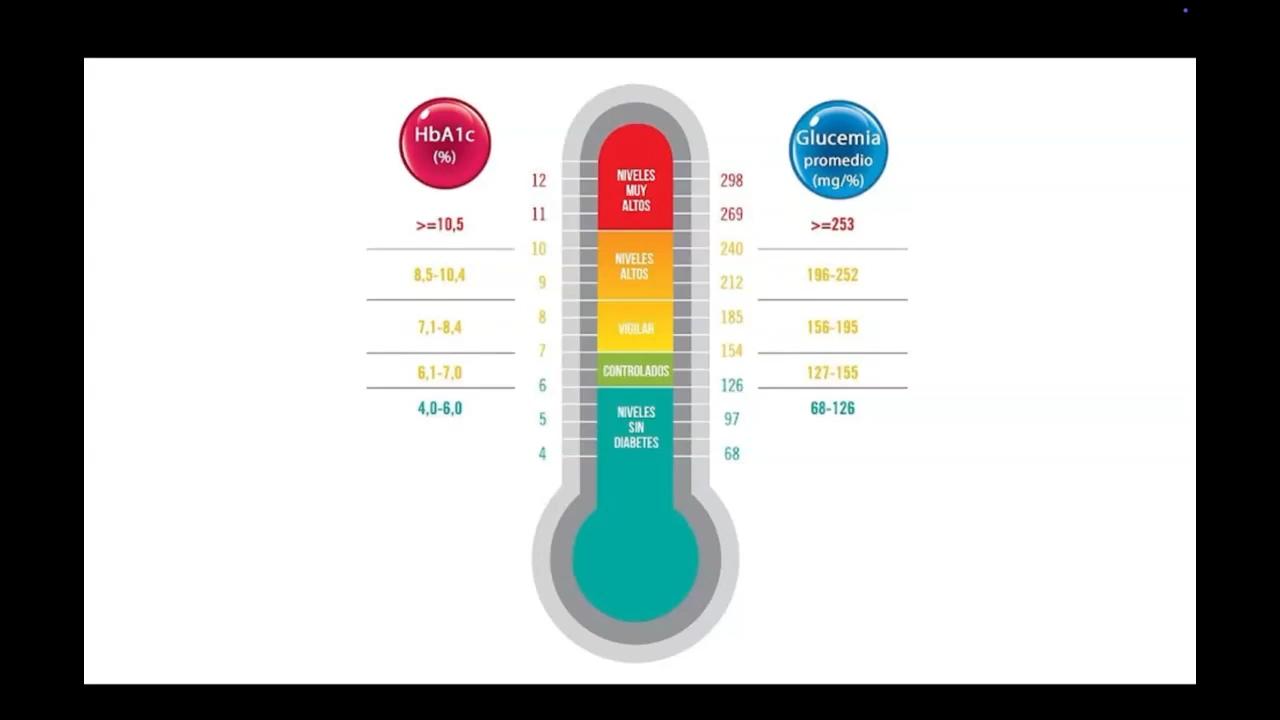 HbA1c
(%)
Glucemia
promedio
(mg/%)
12
11
10
9
8
7
6
5
4
>=10,5
8,5-10,4
7,1-8,4
6,1-7,0
4,0-6,0
NIVELES
MUY
ALTOS
NIVELES
ALTOS
VIGILAR
CONTROLADOS
NIVELES
SIN
DIABETES
298
269
240
212
185
154
126
97
68
>=253
196-252
156-195
127-155
68-126